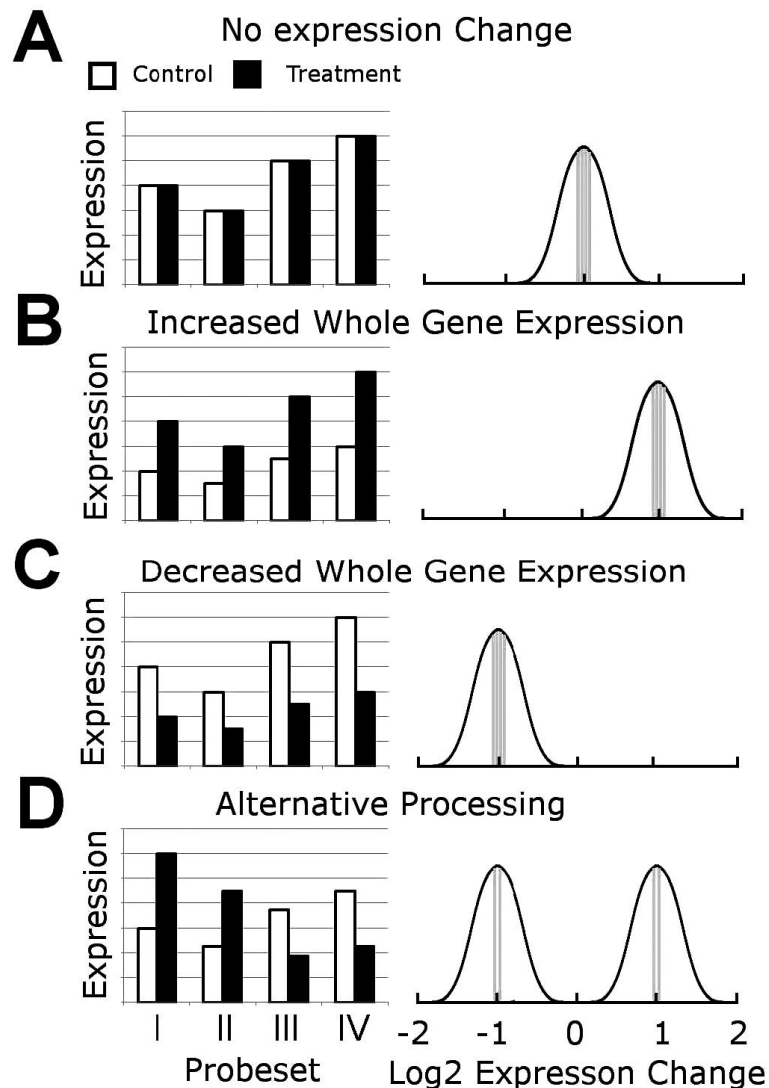 A
No expression Change
Control Treatment
Expression
B
Increased Whole Gene Expression
Expression
C
Decreased Whole Gene Expression
Expression
D
Alternative Processing
Expression
I II III IV
Probeset
-2 -1 0 1 2
Log2 Expresson Change